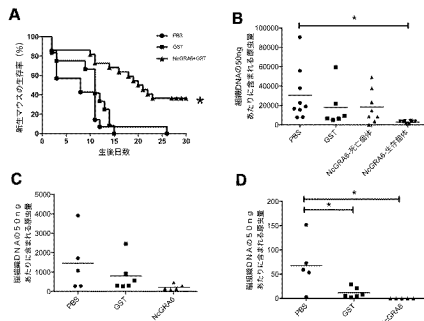 A
PBS
GST
NcGRA6+GST
新生マウスの生存率 (%)
100
80
60
40
20
0
0
10
20
30
*
生後日数
B
*
組織DNAの50ng
あたりに含まれる原虫量
100000
80000
60000
40000
20000
0
PBS
GST
NcGRA6-死亡個体
NcGRA6-生存個体
C
脳組織DNAの50ng
あたりに含まれる原虫量
5000
4000
3000
2000
1000
0
PBS
GST
NcGRA6
D
*
*
脳組織DNAの50ng
あたりに含まれる原虫量
200
150
100
50
0
PBS
GST
NcGRA6